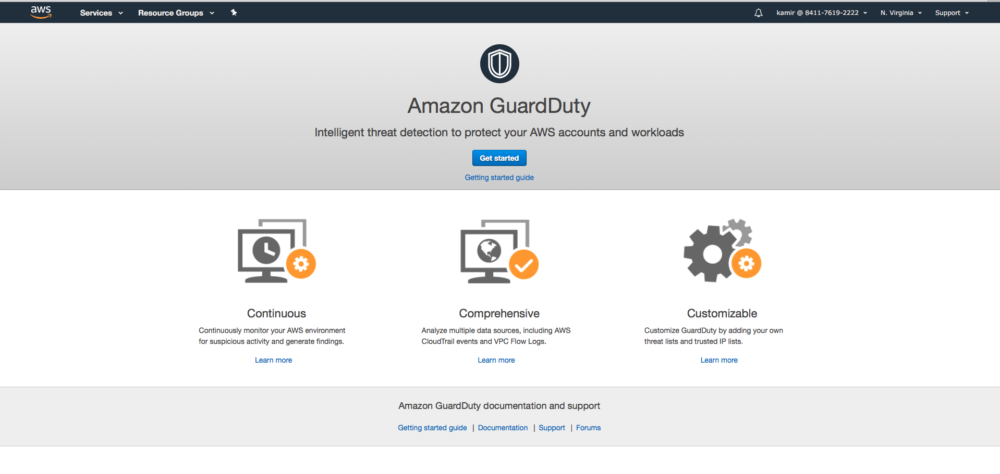 aws
Services
Resource Groups
kamir @ 8411-7619-2222
N. Virginia
Support
Amazon GuardDuty
Intelligent threat detection to protect your AWS accounts and workloads
Get started
Getting started guide
Continuous
Continuously monitor your AWS environment
for suspicious activity and generate findings.
Learn more
Comprehensive
Analyze multiple data sources, including AWS
CloudTrail events and VPC Flow Logs.
Learn more
Customizable
Customize GuardDuty by adding your own
threat lists and trusted IP lists.
Learn more
Amazon GuardDuty documentation and support
Getting started guide | Documentation | Support | Forums